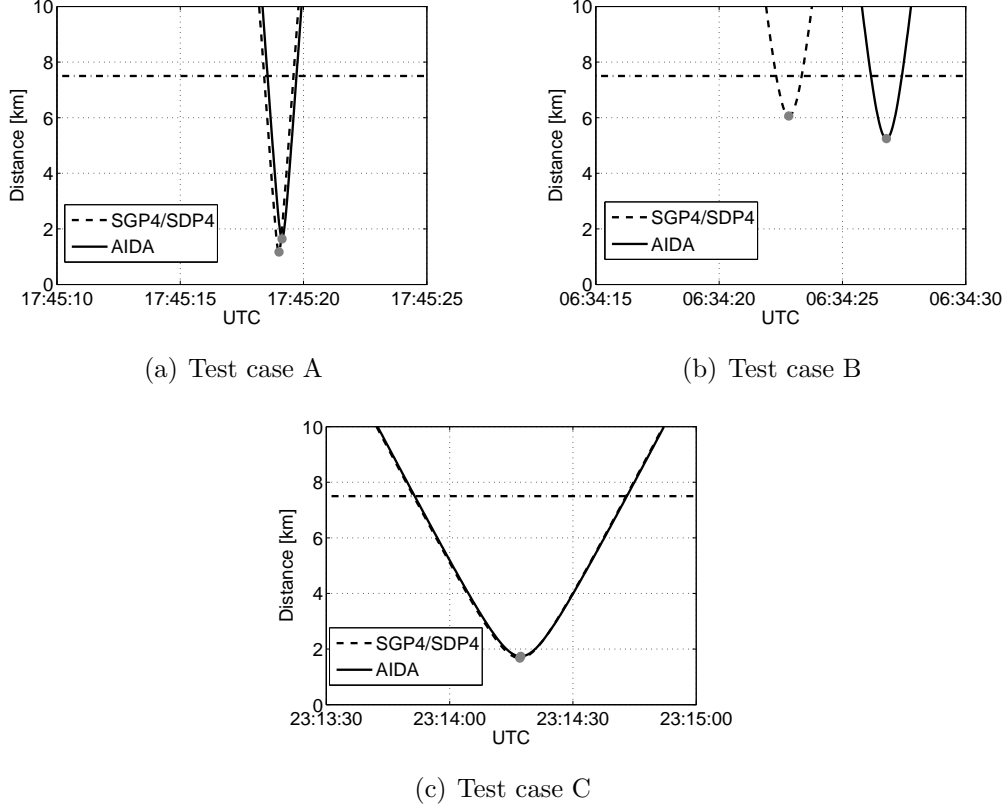 10
8
6
4
2
0
Distance [km]
SGP4/SDP4
AIDA
17:45:10 17:45:15 17:45:20 17:45:25
UTC
(a) Test case A
10
8
6
4
2
0
Distance [km]
SGP4/SDP4
AIDA
06:34:15 06:34:20 06:34:25 06:34:30
UTC
(b) Test case B
10
8
6
4
2
0
Distance [km]
SGP4/SDP4
AIDA
23:13:30 23:14:00 23:14:30 23:15:00
UTC
(c) Test case C